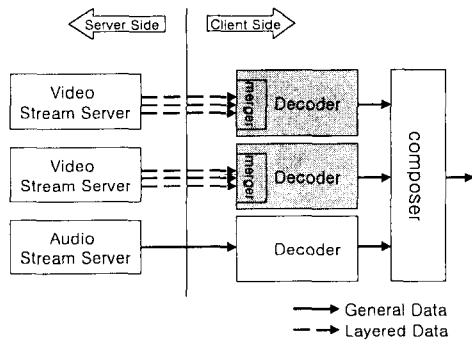 Server Side
Client Side
Video
Stream Server
merger
Decoder
Video
Stream Server
merger
Decoder
composer
Audio
Stream Server
Decoder
General Data
Layered Data